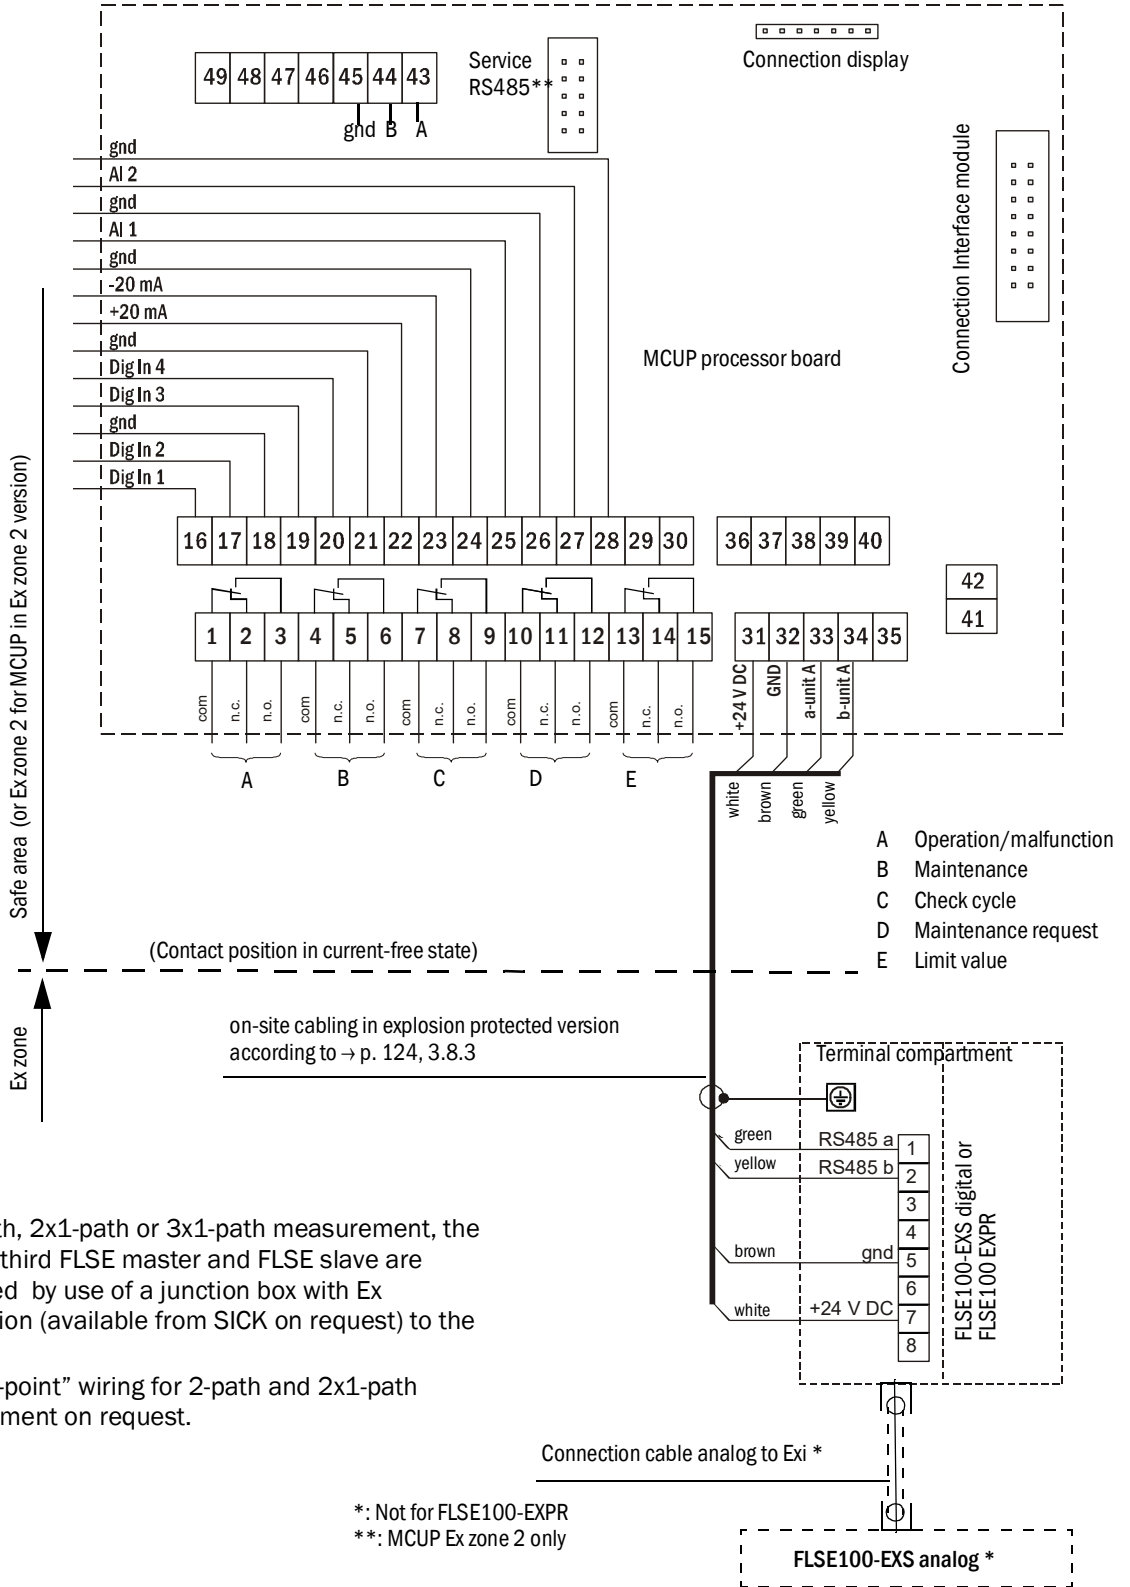 49 48 47 46 45 44 43
gnd B A
Service
RS485**
Connection display
Connection Interface module
gnd
AI 2
gnd
AI 1
gnd
-20 mA
+20 mA
gnd
Dig In 4
Dig In 3
gnd
Dig In 2
Dig In 1
MCUP processor board
16 17 18 19 20 21 22 23 24 25 26 27 28 29 30
36 37 38 39 40
42
41
1 2 3 4 5 6 7 8 9 10 11 12 13 14 15
31 32 33 34 35
com n.c. n.o. com n.c. n.o. com n.c. n.o. com n.c. n.o. com n.c. n.o.
+24 V DC
GND
a-unit A
b-unit A
A B C D E
white
brown
green
yellow
A Operation/malfunction
B Maintenance
C Check cycle
D Maintenance request
E Limit value
Safe area (or Ex zone 2 for MCUP in Ex zone 2 version)
(Contact position in current-free state)
Ex zone
on-site cabling in explosion protected version
according to → p. 124, 3.8.3
Terminal compartment
green RS485 a 1
yellow RS485 b 2
3
4
brown gnd 5
6
white +24 V DC 7
8
FLSE100-EXS digital or
FLSE100 EXPR
th, 2x1-path or 3x1-path measurement, the
third FLSE master and FLSE slave are
ed by use of a junction box with Ex
ion (available from SICK on request) to the
-point” wiring for 2-path and 2x1-path
ment on request.
Connection cable analog to Exi *
*: Not for FLSE100-EXPR
**: MCUP Ex zone 2 only
FLSE100-EXS analog *